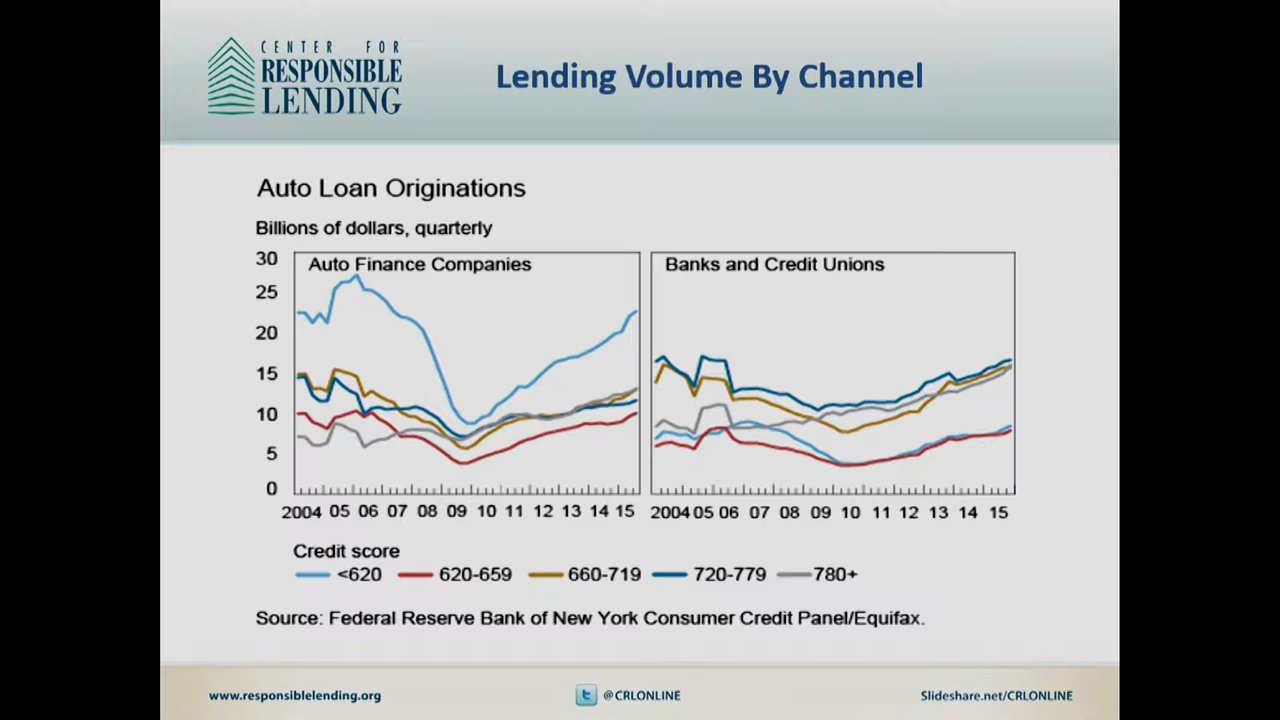 CENTER FOR
RESPONSIBLE
LENDING
Lending Volume By Channel
Auto Loan Originations
Billions of dollars, quarterly
Auto Finance Companies
Banks and Credit Unions
30
25
20
15
10
5
0
2004 05 06 07 08 09 10 11 12 13 14 15
2004 05 06 07 08 09 10 11 12 13 14 15
Credit score
<620 620-659 660-719 720-779 780+
Source: Federal Reserve Bank of New York Consumer Credit Panel/Equifax.
www.responsiblelending.org
@CRLONLINE
Slideshare.net/CRLONLINE